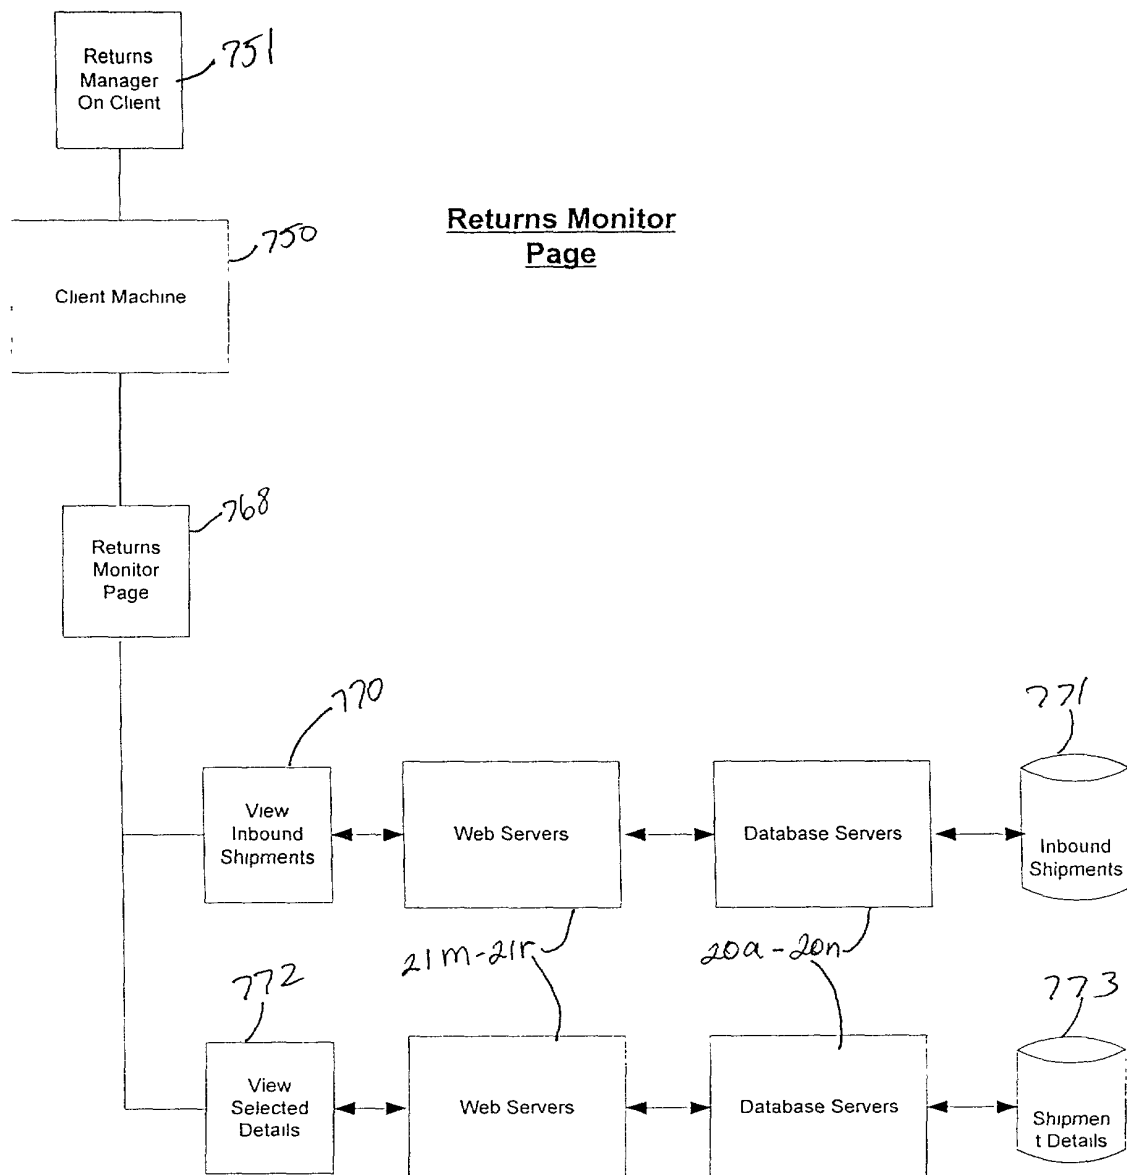 Returns
Manager
On Client
751
Returns Monitor
Page
750
Client Machine
768
Returns
Monitor
Page
770
771
View
Inbound
Shipments
Web Servers
Database Servers
Inbound
Shipments
21m-21r
20a-20n
772
773
View
Selected
Details
Web Servers
Database Servers
Shipmen
t Details